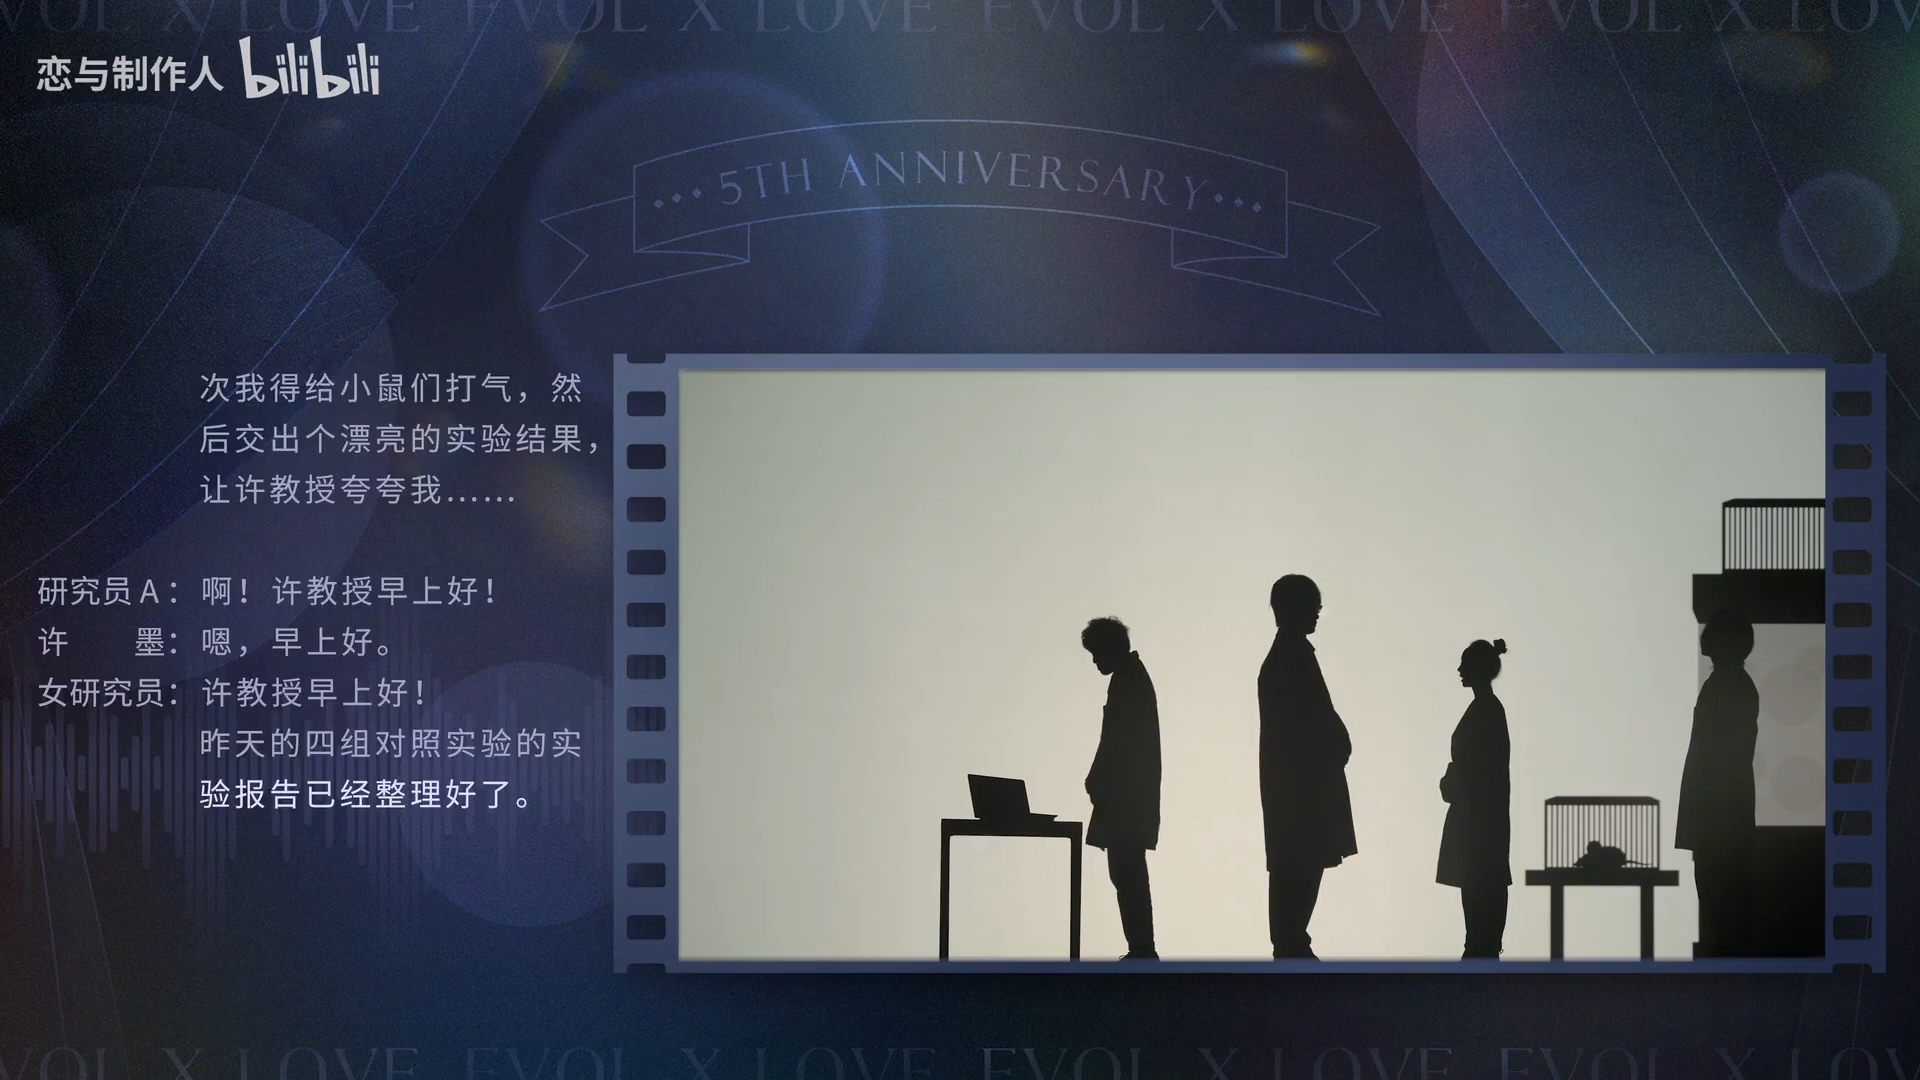 EVOL X LOVE EVOL X LOVE EVOL X LOVE EVOL X LOV
恋与制作人 bilibili
5TH ANNIVERSARY
次我得给小鼠们打气，然
后交出个漂亮的实验结果，
让许教授夸夸我……
研究员A：啊！许教授早上好！
许　　墨：嗯，早上好。
女研究员：许教授早上好！
昨天的四组对照实验的实
验报告已经整理好了。
VOL X LOVE EVOL X LOVE EVOL X LOVE EVOL X LOV